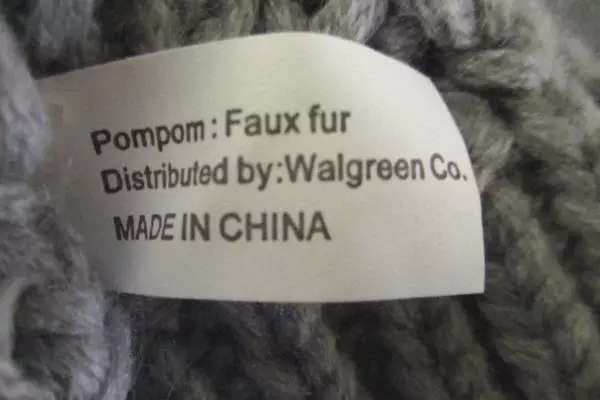 Pompom: Faux fur
Distributed by:Walgreen Co.
MADE IN CHINA